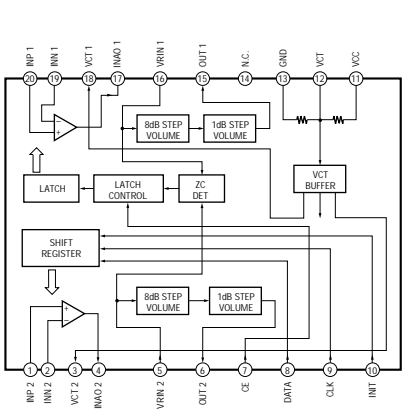 INP 1
INN 1
VCT 1
INAO 1
VRIN 1
OUT 1
N.C.
GND
VCT
VCC
20
19
18
17
16
15
14
13
12
11
−
+
8dB STEP
VOLUME
1dB STEP
VOLUME
LATCH
LATCH
CONTROL
ZC
DET
VCT
BUFFER
SHIFT
REGISTER
+
−
8dB STEP
VOLUME
1dB STEP
VOLUME
1
2
3
4
5
6
7
8
9
10
INP 2
INN 2
VCT 2
INAO 2
VRIN 2
OUT 2
CE
DATA
CLK
INIT